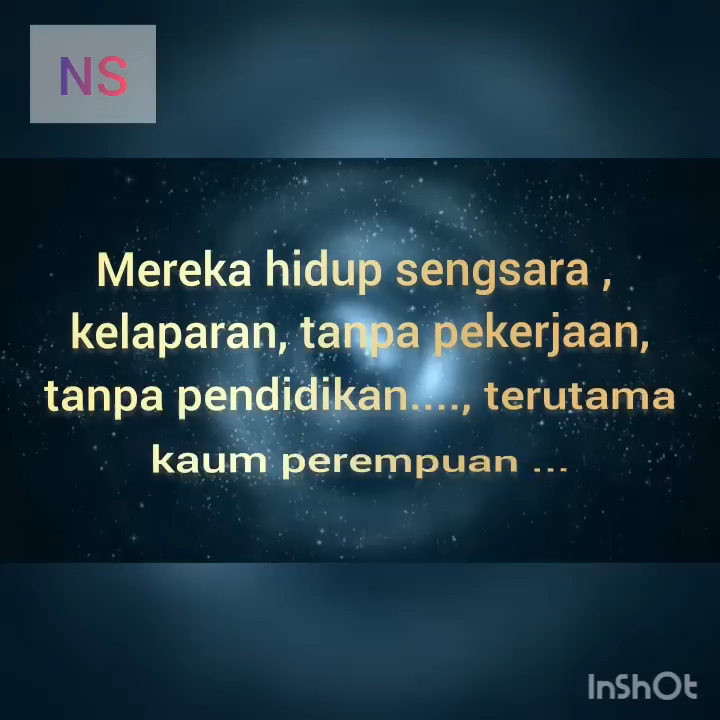 NS
Mereka hidup sengsara ,
kelaparan, tanpa pekerjaan,
tanpa pendidikan...., terutama
kaum perempuan ...
InShOt